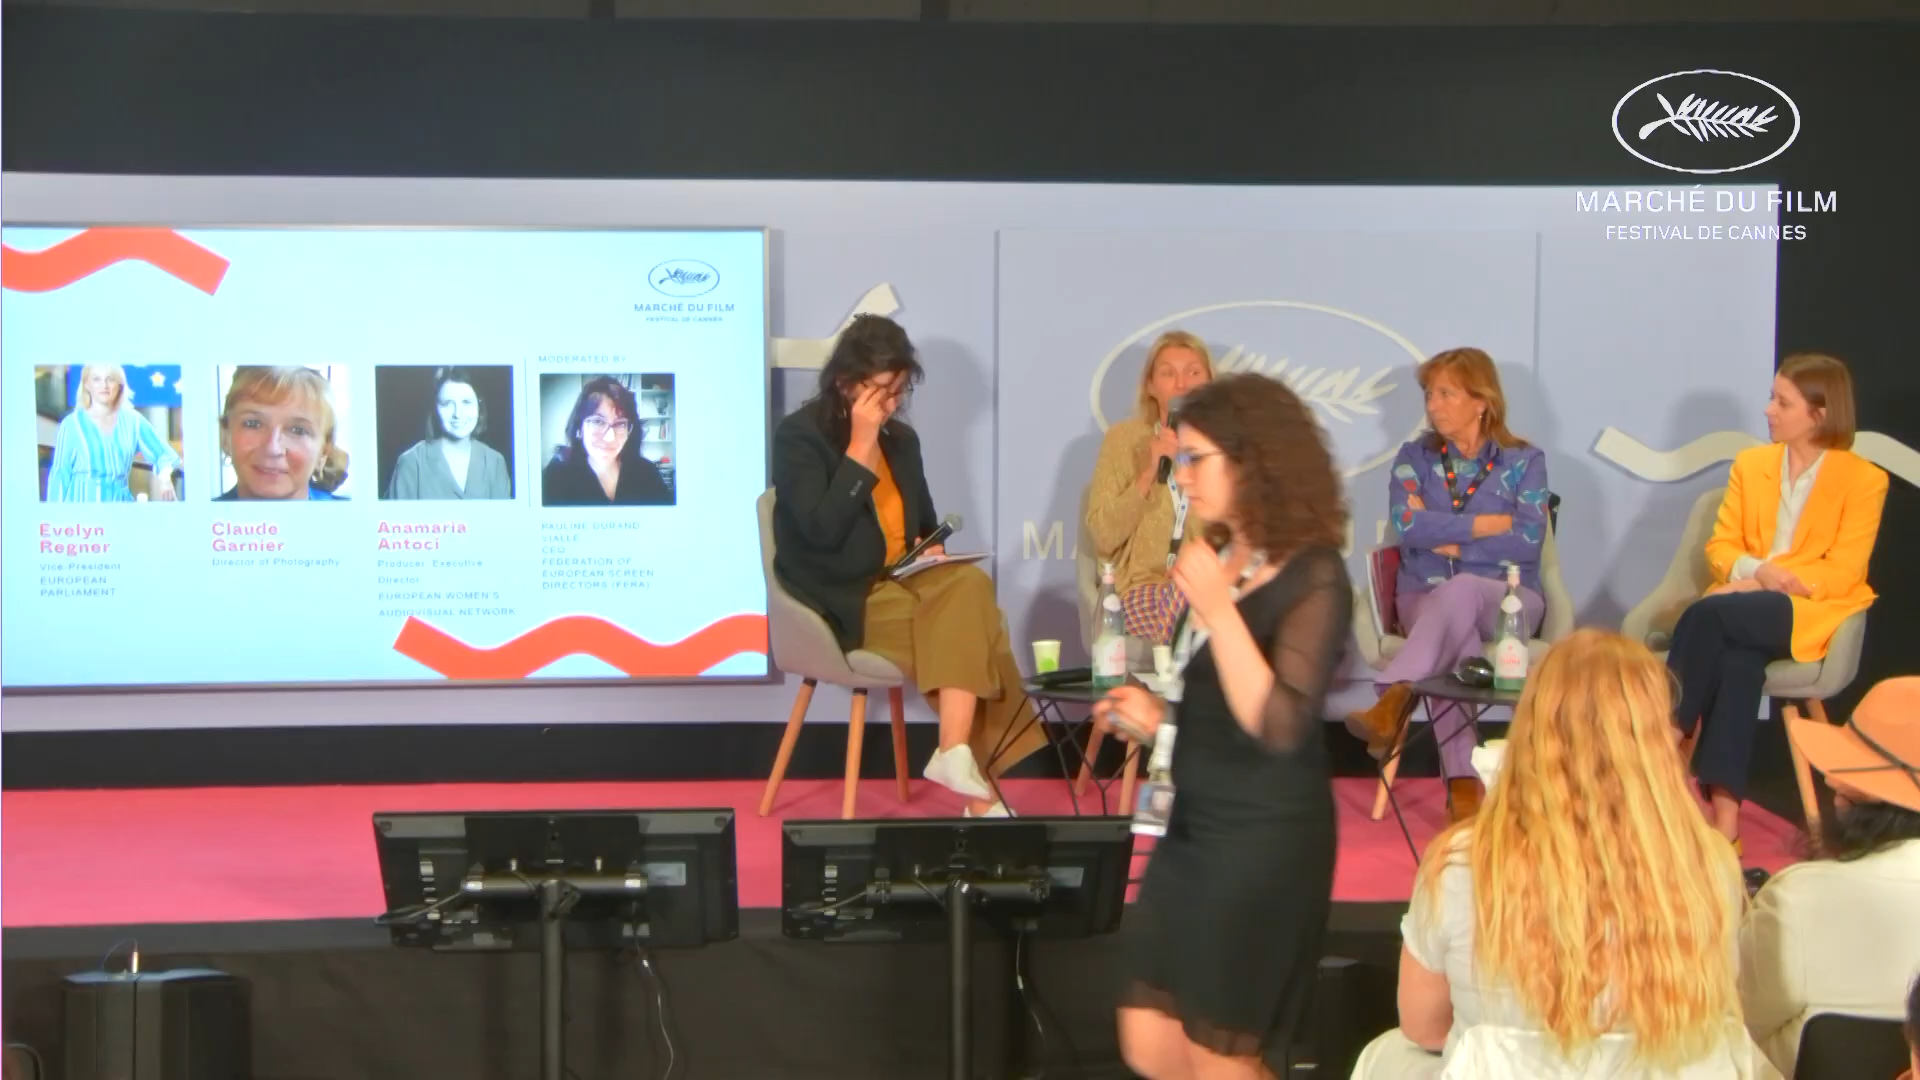 MARCHÉ DU FILM
FESTIVAL DE CANNES
MARCHÉ DU FILM
FESTIVAL DE CANNES
MODERATED BY
Evelyn
Regner
Vice-President
EUROPEAN
PARLIAMENT
Claude
Garnier
Director of Photography
Anamaria
Antoci
Producer, Executive
Director
EUROPEAN WOMEN'S
AUDIOVISUAL NETWORK
PAULINE DURAND
VIALLE
CEO
FEDERATION OF
EUROPEAN SCREEN
DIRECTORS (FERA)